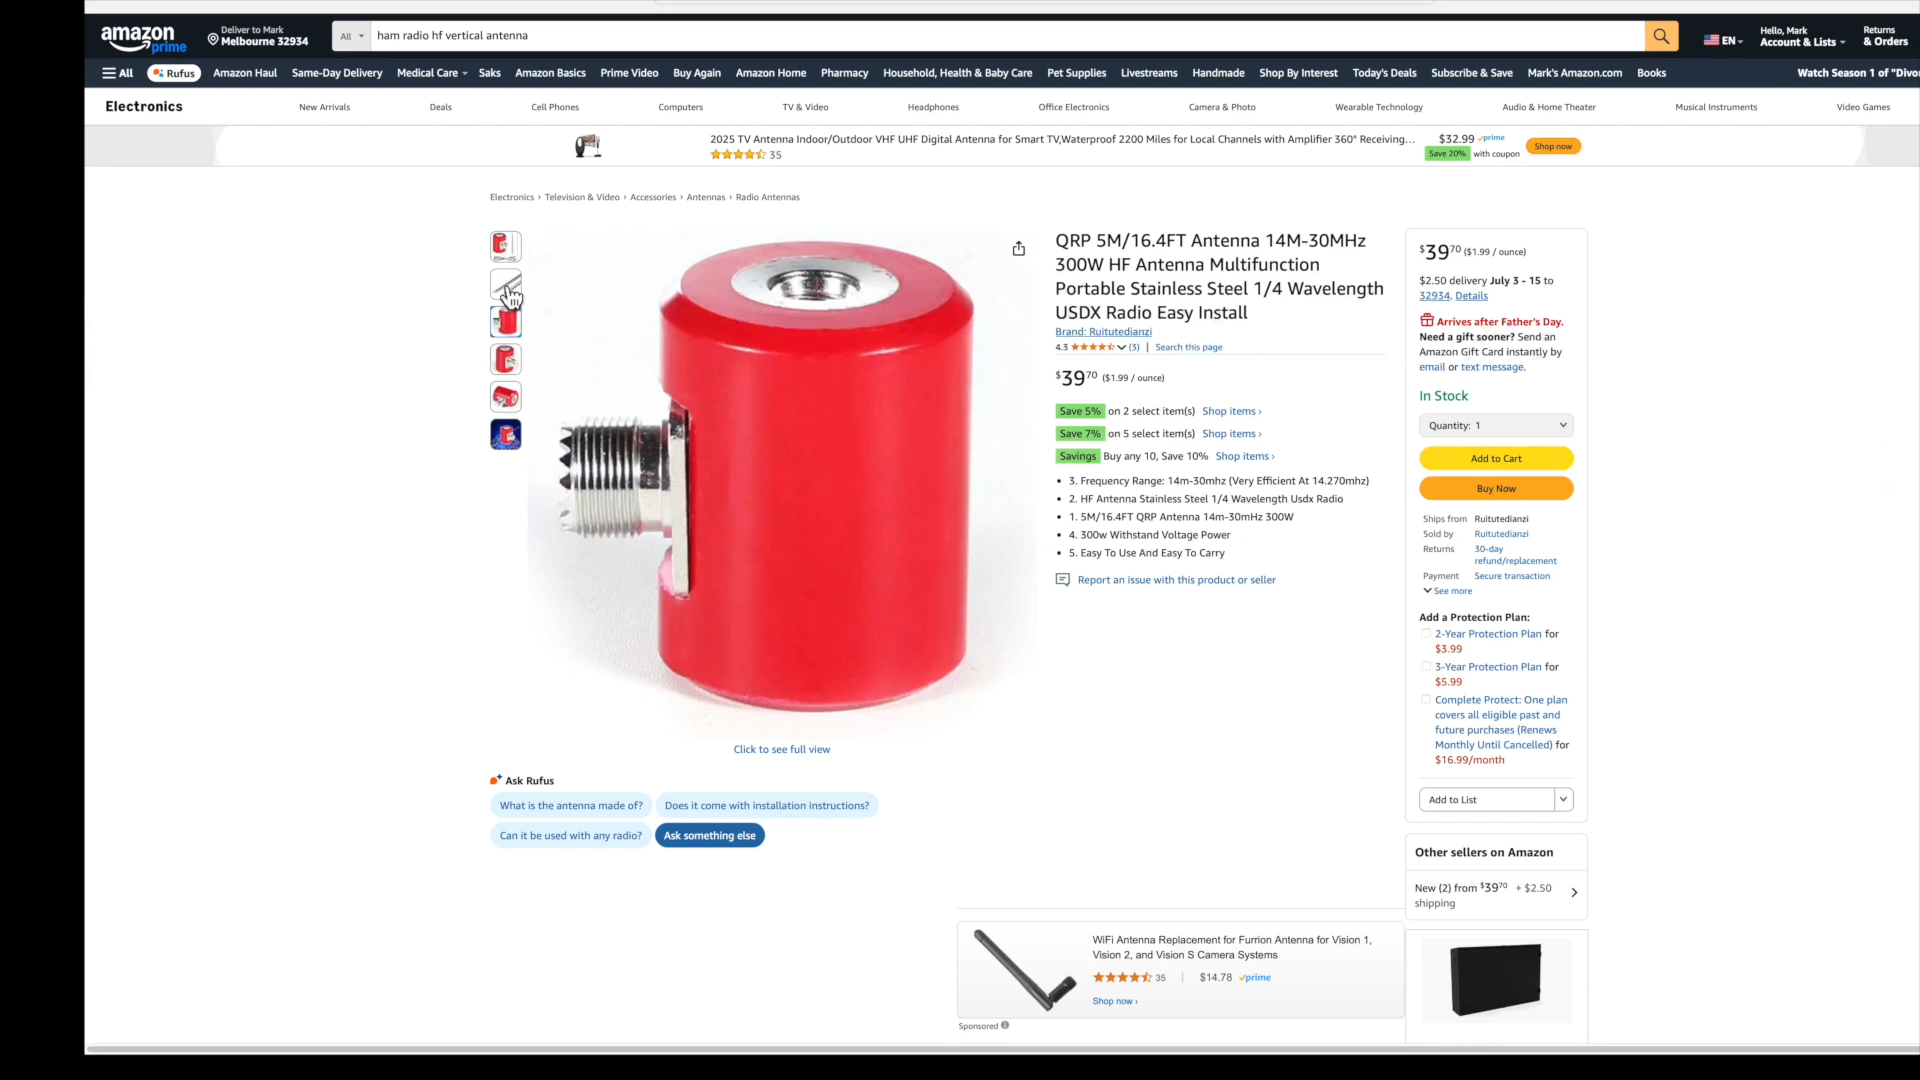 amazon
prime
Deliver to Mark
Melbourne 32934
All
ham radio hf vertical antenna
EN
Hello, Mark
Account & Lists
Returns
& Orders
All
Rufus
Amazon Haul
Same-Day Delivery
Medical Care
Saks
Amazon Basics
Prime Video
Buy Again
Amazon Home
Pharmacy
Household, Health & Baby Care
Pet Supplies
Livestreams
Handmade
Shop By Interest
Today's Deals
Subscribe & Save
Mark's Amazon.com
Books
Watch Season 1 of "Divo
Electronics
New Arrivals
Deals
Cell Phones
Computers
TV & Video
Headphones
Office Electronics
Camera & Photo
Wearable Technology
Audio & Home Theater
Musical Instruments
Video Games
2025 TV Antenna Indoor/Outdoor VHF UHF Digital Antenna for Smart TV,Waterproof 2200 Miles for Local Channels with Amplifier 360° Receiving...
35
$32.99 prime
Save 20% with coupon
Shop now
Electronics › Television & Video › Accessories › Antennas › Radio Antennas
QRP 5M/16.4FT Antenna 14M-30MHz
300W HF Antenna Multifunction
Portable Stainless Steel 1/4 Wavelength
USDX Radio Easy Install
Brand: Ruitutedianzi
4.3 (3) | Search this page
$3970 ($1.99 / ounce)
Save 5% on 2 select item(s) Shop items ›
Save 7% on 5 select item(s) Shop items ›
Savings Buy any 10, Save 10% Shop items ›
• 3. Frequency Range: 14m-30mhz (Very Efficient At 14.270mhz)
• 2. HF Antenna Stainless Steel 1/4 Wavelength Usdx Radio
• 1. 5M/16.4FT QRP Antenna 14m-30mHz 300W
• 4. 300w Withstand Voltage Power
• 5. Easy To Use And Easy To Carry
Report an issue with this product or seller
Click to see full view
Ask Rufus
What is the antenna made of?
Does it come with installation instructions?
Can it be used with any radio?
Ask something else
$3970 ($1.99 / ounce)
$2.50 delivery July 3 - 15 to
32934. Details
Arrives after Father's Day.
Need a gift sooner? Send an
Amazon Gift Card instantly by
email or text message.
In Stock
Quantity: 1
Add to Cart
Buy Now
Ships from Ruitutedianzi
Sold by Ruitutedianzi
Returns 30-day
refund/replacement
Payment Secure transaction
See more
Add a Protection Plan:
2-Year Protection Plan for
$3.99
3-Year Protection Plan for
$5.99
Complete Protect: One plan
covers all eligible past and
future purchases (Renews
Monthly Until Cancelled) for
$16.99/month
Add to List
Other sellers on Amazon
New (2) from $3970 + $2.50
shipping
WiFi Antenna Replacement for Furrion Antenna for Vision 1,
Vision 2, and Vision S Camera Systems
35 | $14.78 prime
Shop now ›
Sponsored